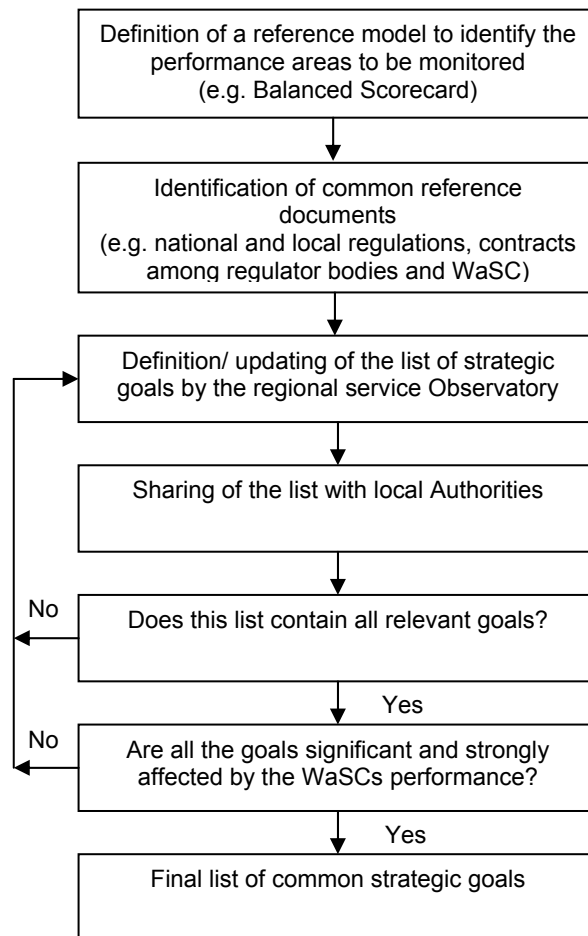 Definition of a reference model to identify the
performance areas to be monitored
(e.g. Balanced Scorecard)
Identification of common reference
documents
(e.g. national and local regulations, contracts
among regulator bodies and WaSC)
Definition/ updating of the list of strategic
goals by the regional service Observatory
Sharing of the list with local Authorities
No
Does this list contain all relevant goals?
Yes
No
Are all the goals significant and strongly
affected by the WaSCs performance?
Yes
Final list of common strategic goals